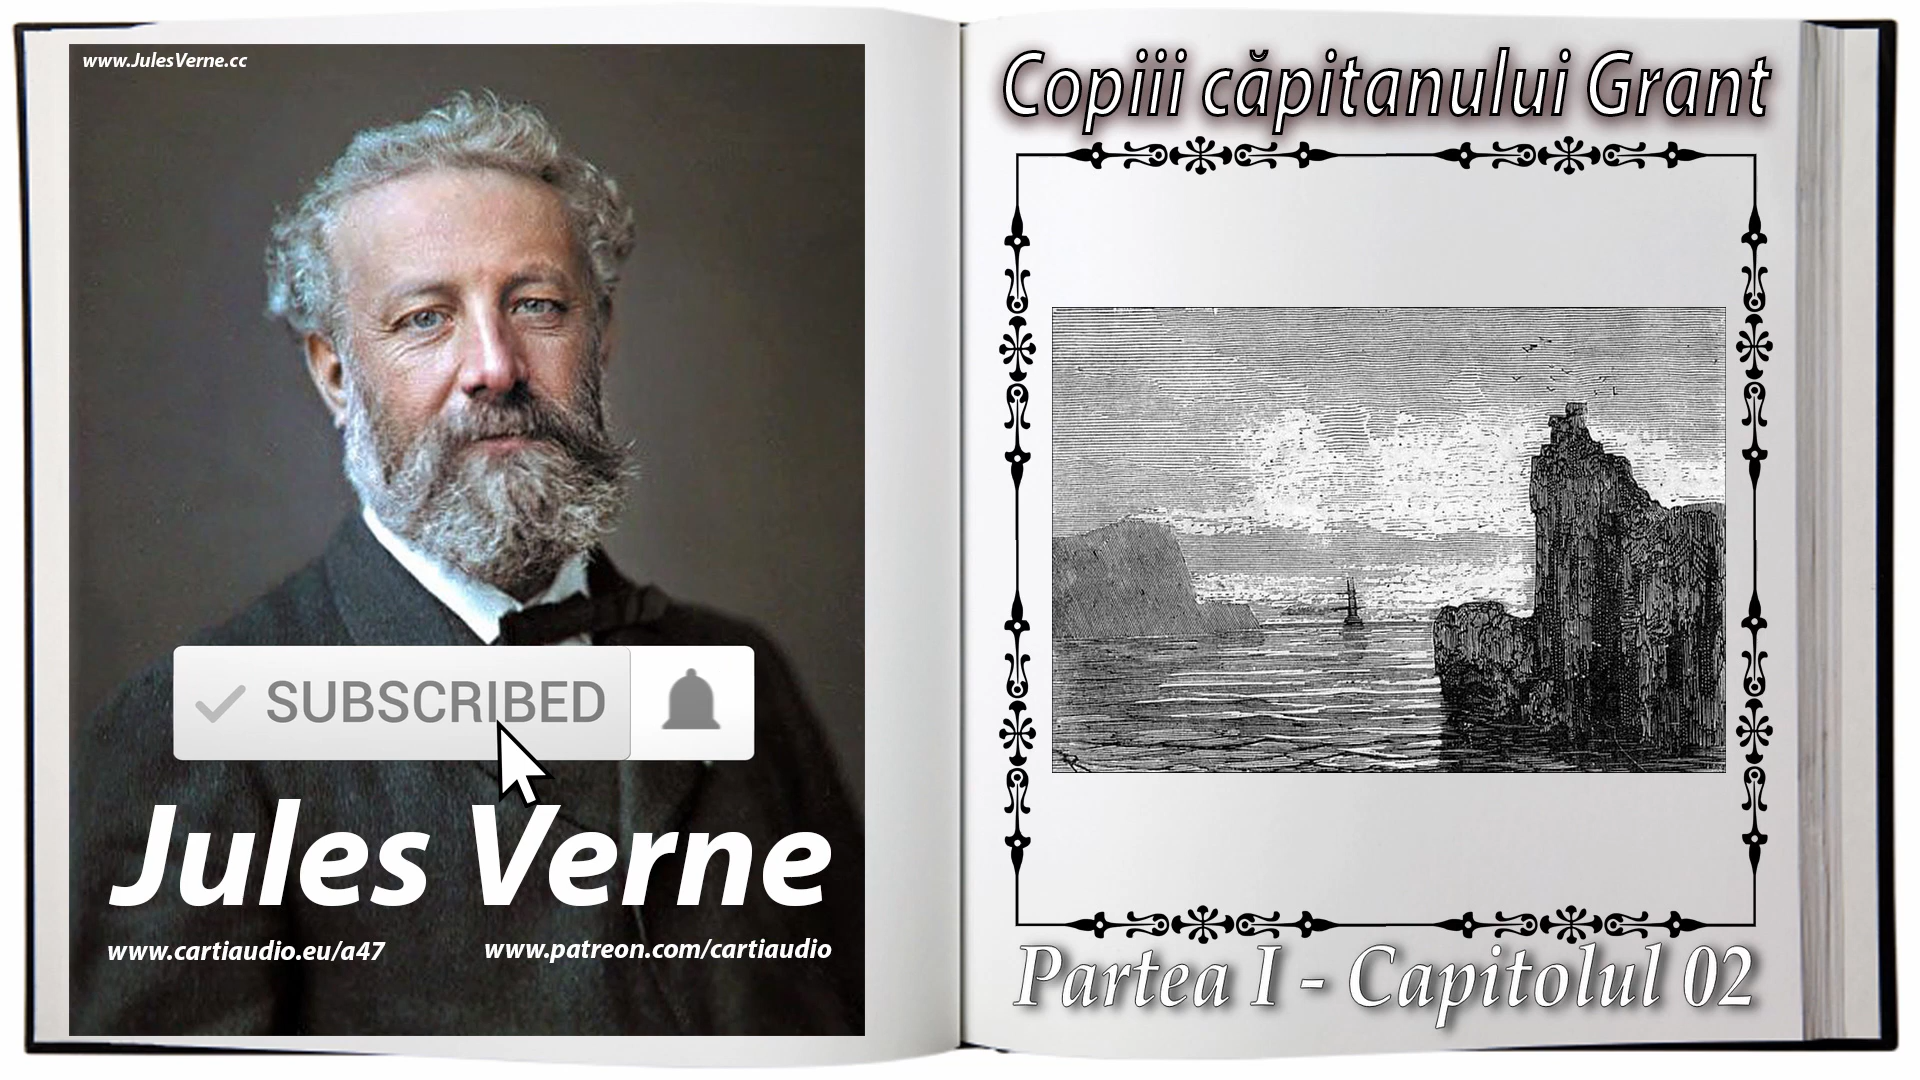 www.JulesVerne.cc
SUBSCRIBED
Jules Verne
www.cartiaudio.eu/a47
www.patreon.com/cartiaudio
Copiii căpitanului Grant
Partea I - Capitolul 02